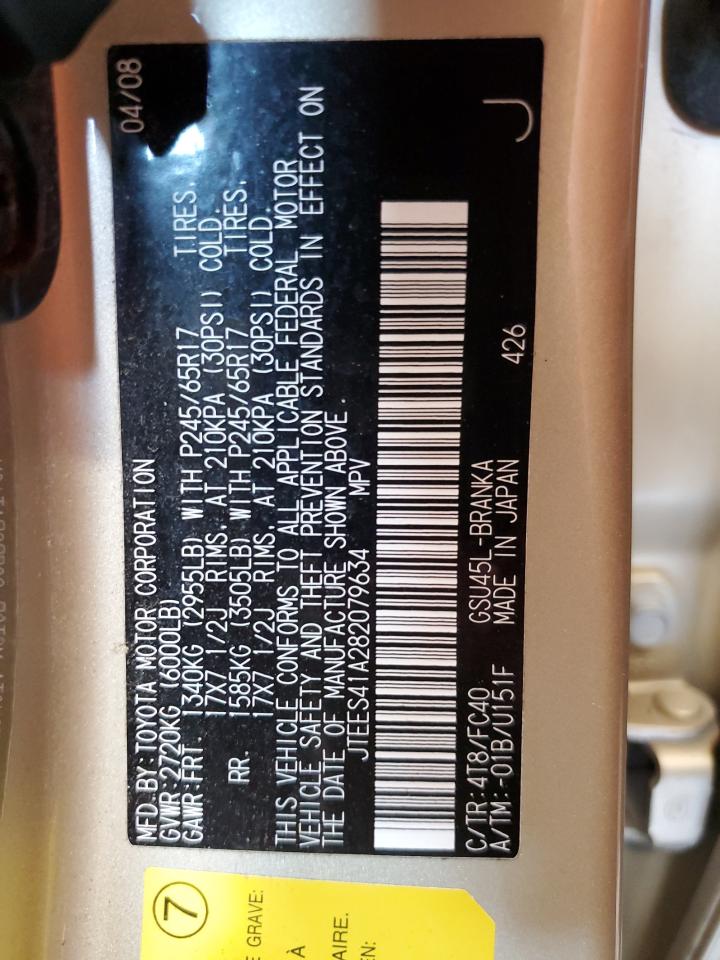 MFD.BY:TOYOTA MOTOR CORPORATION 04/08
GVWR:2720KG (6000LB)
GAWR:FRT. 1340KG (2955LB) WITH P245/65R17 TIRES,
17X7 1/2J RIMS, AT 210KPA (30PSI) COLD.
RR. 1585KG (3505LB) WITH P245/65R17 TIRES,
17X7 1/2J RIMS, AT 210KPA (30PSI) COLD.
THIS VEHICLE CONFORMS TO ALL APPLICABLE FEDERAL MOTOR
VEHICLE SAFETY AND THEFT PREVENTION STANDARDS IN EFFECT ON
THE DATE OF MANUFACTURE SHOWN ABOVE.
JTEES41A282079634 MPV
C/TR:4T8/FC40 GSU45L-BRANKA
A/TM:-01B/U151F MADE IN JAPAN 426 J
7
GRAVE:
À
AIRE.
EN: